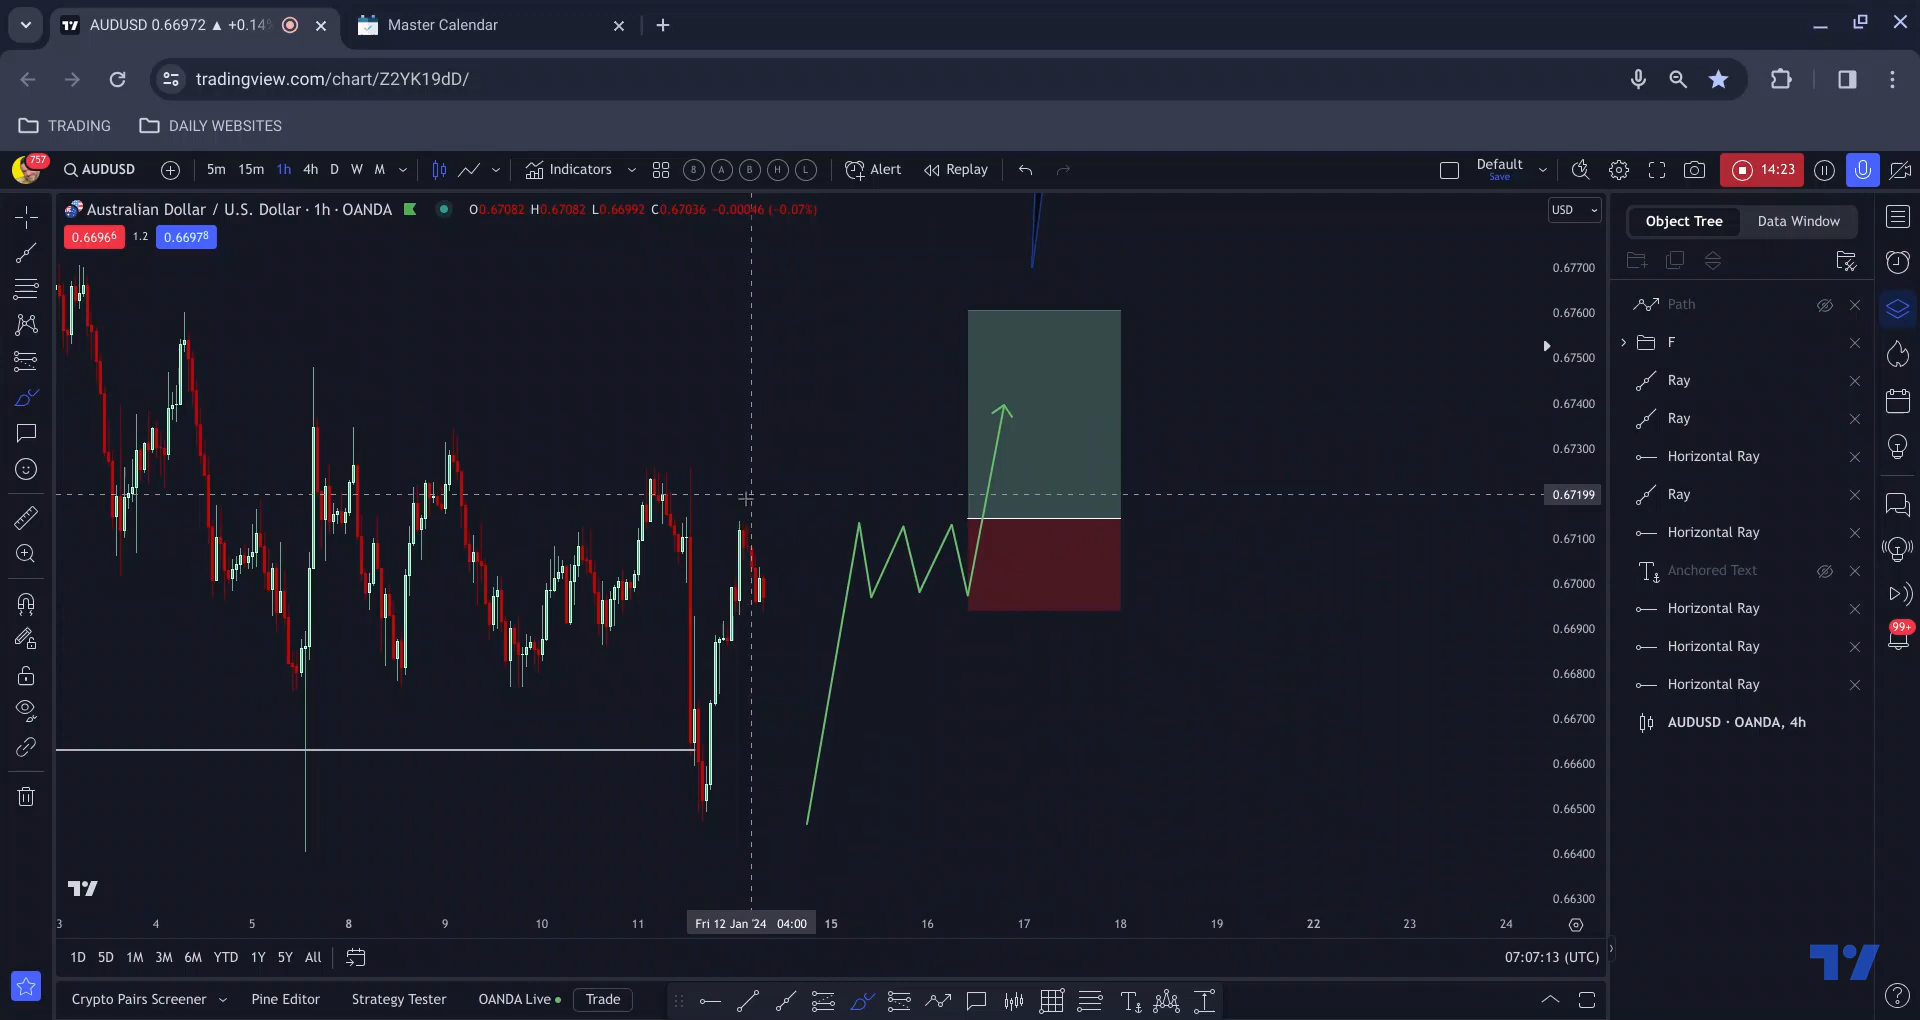 AUDUSD 0.66972 ▲ +0.14%
Master Calendar
tradingview.com/chart/Z2YK19dD/
TRADING
DAILY WEBSITES
757
AUDUSD
5m 15m 1h 4h D W M
Indicators
8 A B H L
Alert
Replay
Default
Save
14:23
Australian Dollar / U.S. Dollar · 1h · OANDA
O0.67082 H0.67082 L0.66992 C0.67036 -0.00046 (-0.07%)
USD
0.66966 1.2 0.66978
Object Tree
Data Window
0.67700
0.67600
0.67500
0.67400
0.67300
0.67199
0.67100
0.67000
0.66900
0.66800
0.66700
0.66600
0.66500
0.66400
0.66300
Path
F
Ray
Ray
Horizontal Ray
Ray
Horizontal Ray
Anchored Text
Horizontal Ray
Horizontal Ray
Horizontal Ray
AUDUSD · OANDA, 4h
99+
3 4 5 8 9 10 11 Fri 12 Jan '24 04:00 15 16 17 18 19 22 23 24
1D 5D 1M 3M 6M YTD 1Y 5Y All
07:07:13 (UTC)
Crypto Pairs Screener
Pine Editor
Strategy Tester
OANDA Live
Trade